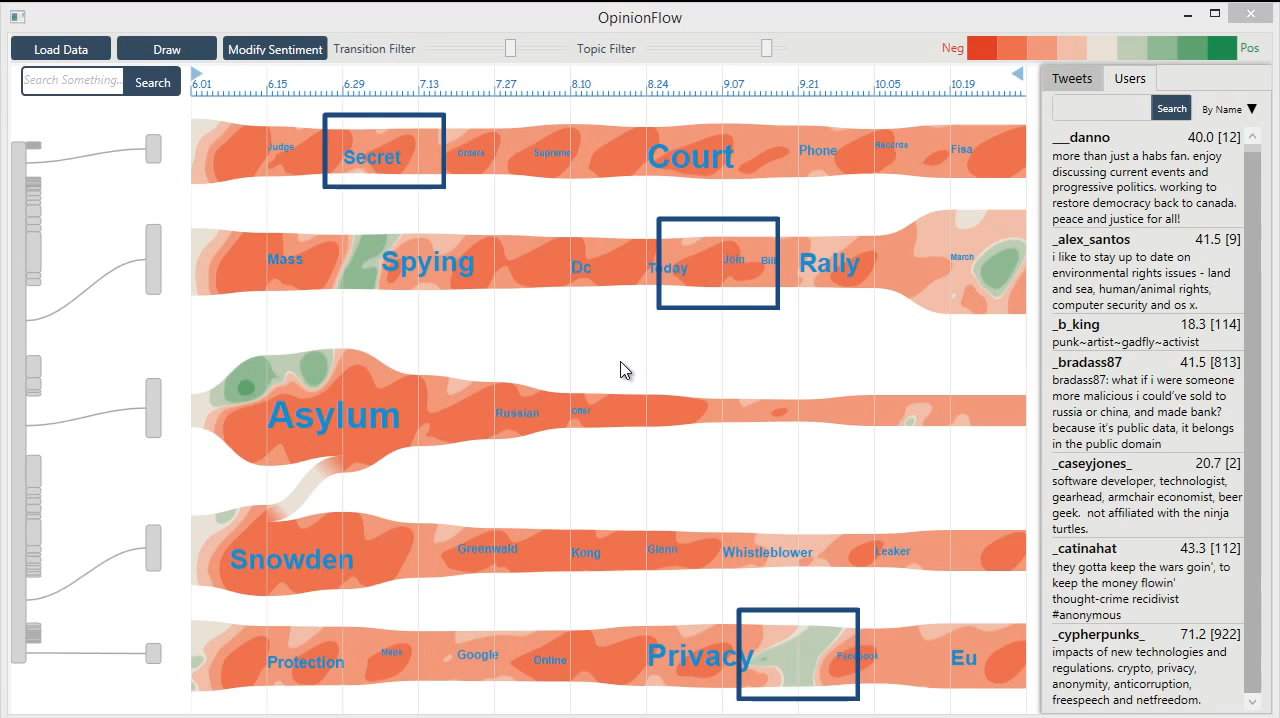 OpinionFlow
Load Data Draw Modify Sentiment Transition Filter Topic Filter Neg Pos
Search Something... Search
6.01 6.15 6.29 7.13 7.27 8.10 8.24 9.07 9.21 10.05 10.19
Judge Secret Orders Supreme Court Phone Records Fisa
Mass Spying Dc Today Join Bill Rally March
Asylum Russian Offer
Snowden Greenwald Kong Glenn Whistleblower Leaker
Protection Maps Google Online Privacy Facebook Eu
Tweets Users
Search By Name ▼
___danno 40.0 [12]
more than just a habs fan. enjoy
discussing current events and
progressive politics. working to
restore democracy back to canada.
peace and justice for all!
_alex_santos 41.5 [9]
i like to stay up to date on
environmental rights issues - land
and sea, human/animal rights,
computer security and os x.
_b_king 18.3 [114]
punk~artist~gadfly~activist
_bradass87 41.5 [813]
bradass87: what if i were someone
more malicious i could've sold to
russia or china, and made bank?
because it's public data, it belongs
in the public domain
_caseyjones_ 20.7 [2]
software developer, technologist,
gearhead, armchair economist, beer
geek. not affiliated with the ninja
turtles.
_catinahat 43.3 [112]
they gotta keep the wars goin', to
keep the money flowin'
thought-crime recidivist
#anonymous
_cypherpunks_ 71.2 [922]
impacts of new technologies and
regulations. crypto, privacy,
anonymity, anticorruption,
freespeech and netfreedom.